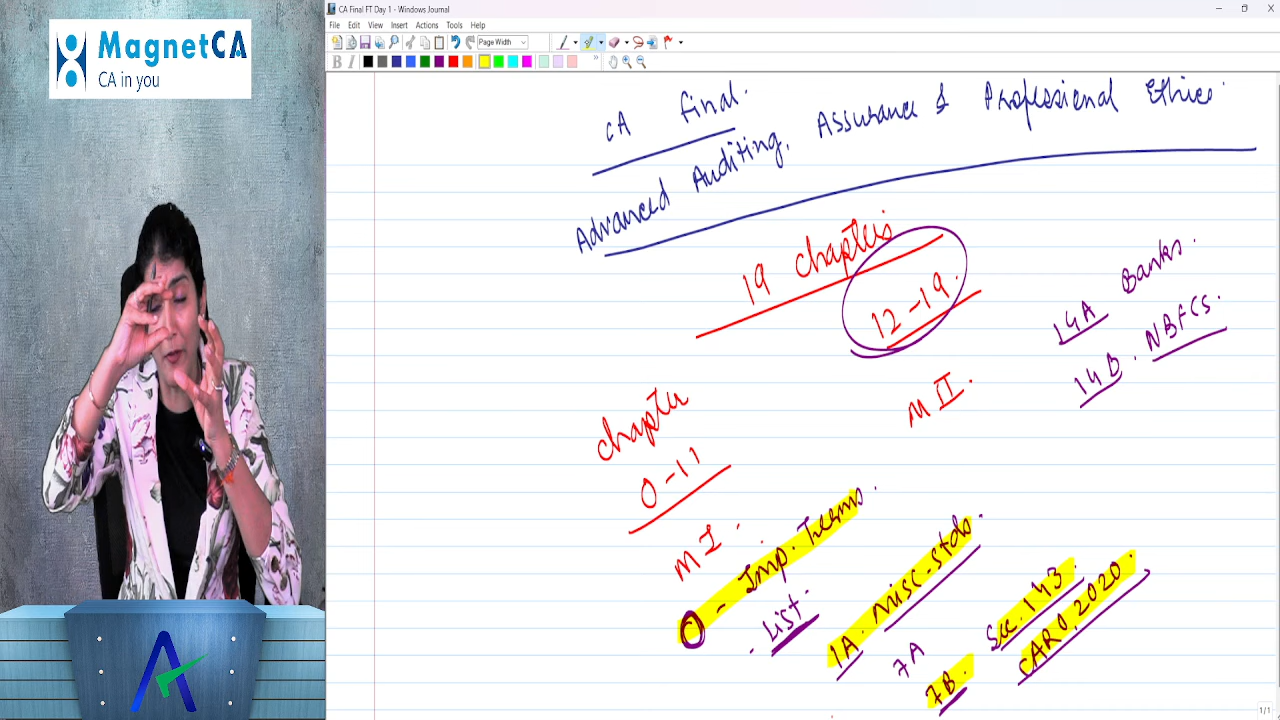 MagnetCA
CA in you
CA Final FT Day 1 - Windows Journal
File Edit View Insert Actions Tools Help
Page Width
B I
CA Final.
Advanced Auditing, Assurance & Professional Ethics.
19 chapters
12-19.
14A Banks.
14B. NBFCs.
chapter
0-11
M I.
M II.
0 - Imp. Terms.
List.
1A. Misc. Stds.
7A
7B. Sec. 143.
CARO, 2020.
1/1